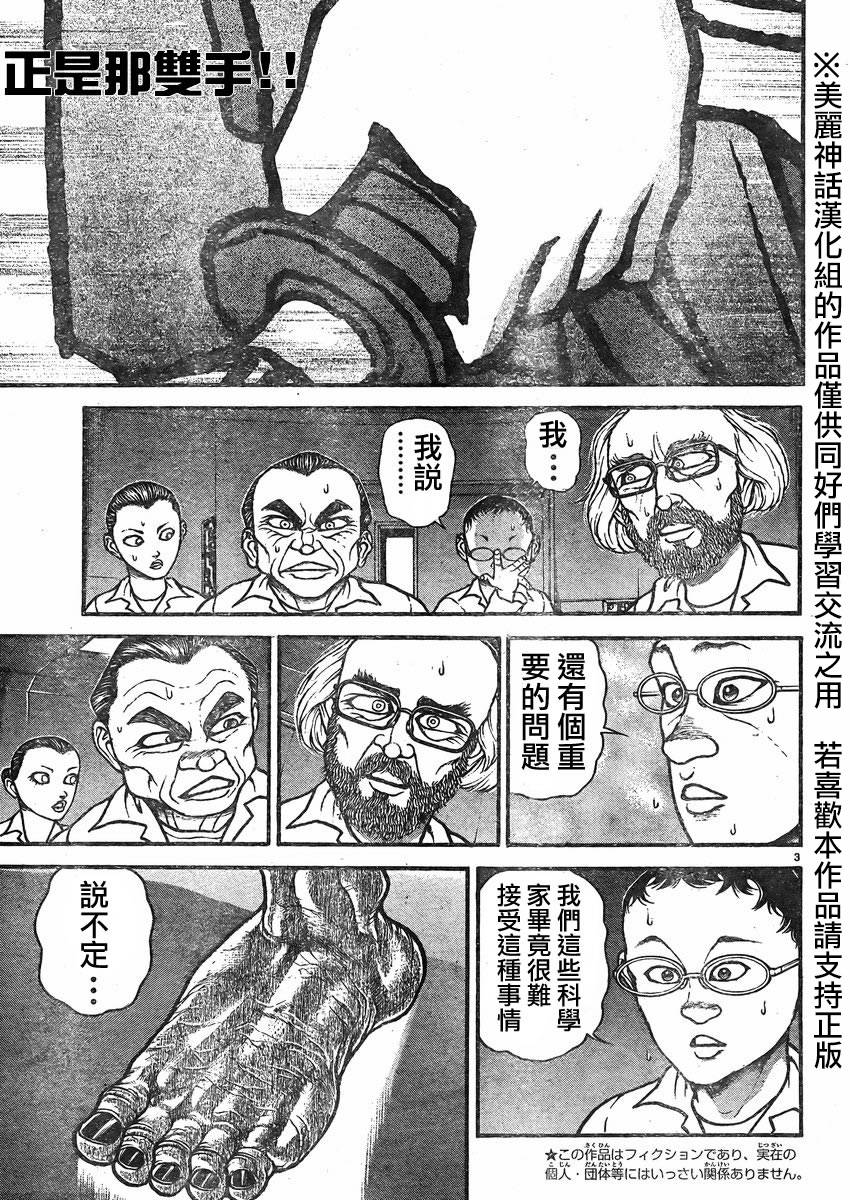 正是那雙手!!
我…
我説
………
還有個重
要的問題
3
我們這些科學
家畢竟很難
接受這種事情
説不定…
★この作品はフィクションであり、実在の
個人・団体等にはいっさい関係ありません。
※美麗神話漢化組的作品僅供同好們學習交流之用 若喜歡本作品請支持正版